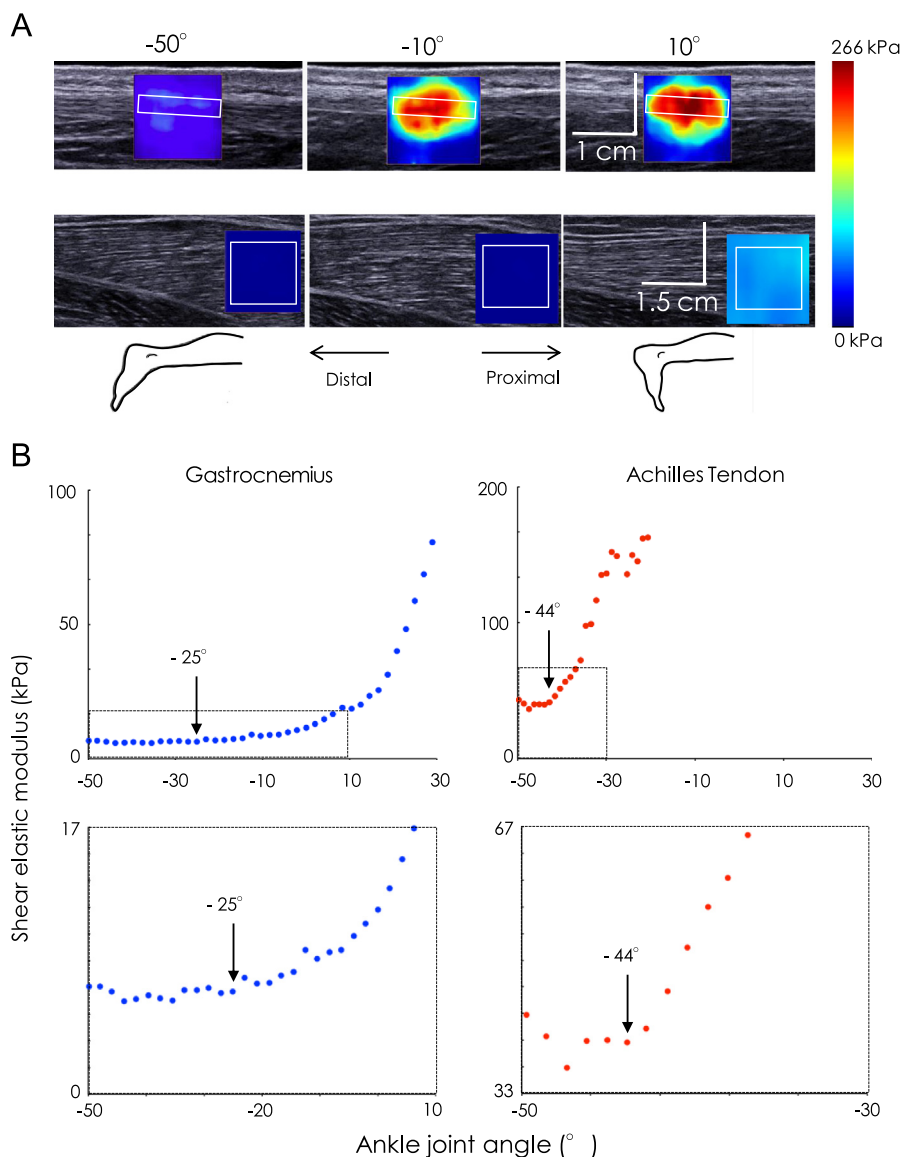 A
-50°
-10°
10°
266 kPa
1 cm
1.5 cm
0 kPa
Distal
Proximal
B
Gastrocnemius
Achilles Tendon
Shear elastic modulus (kPa)
100
50
0
- 25°
-50
-30
-10
10
30
200
100
0
- 44°
-50
-30
-10
10
30
17
0
- 25°
-50
-20
10
67
33
- 44°
-50
-30
Ankle joint angle (° )